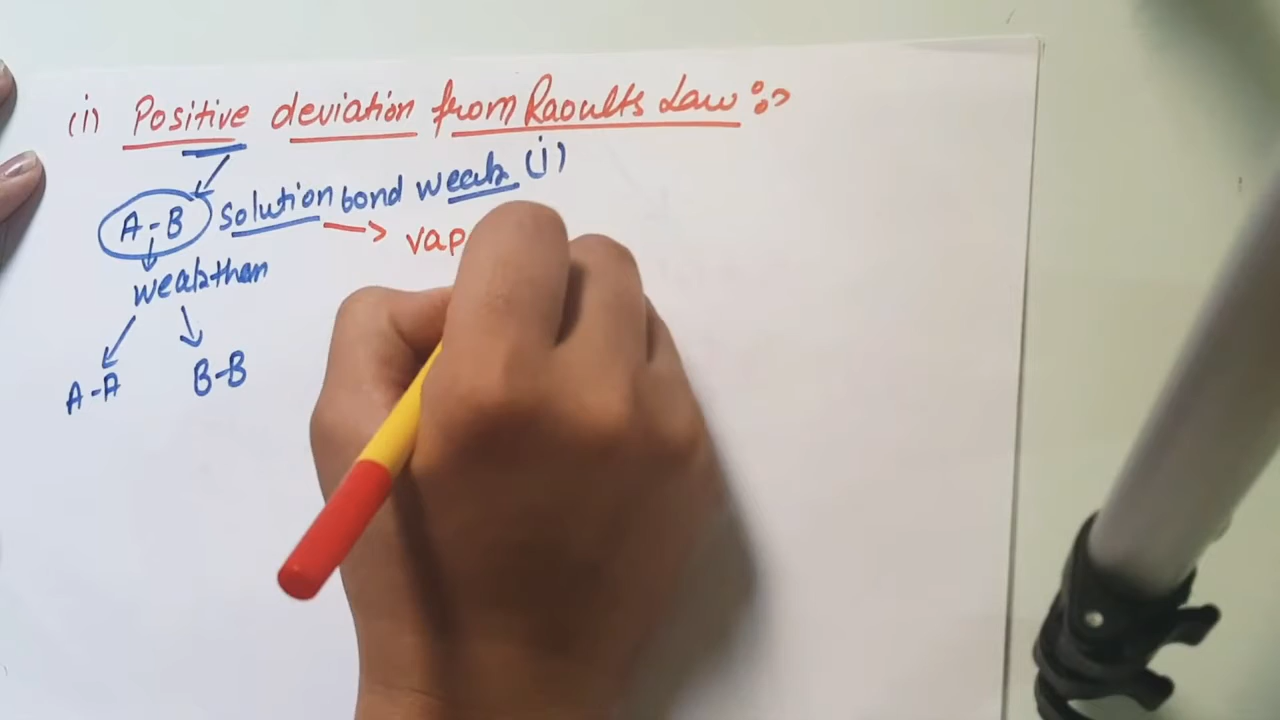 (i) Positive deviation from Raoults Law :->
A-B solution bond weak (i)
→ vap
weak than
A-A B-B